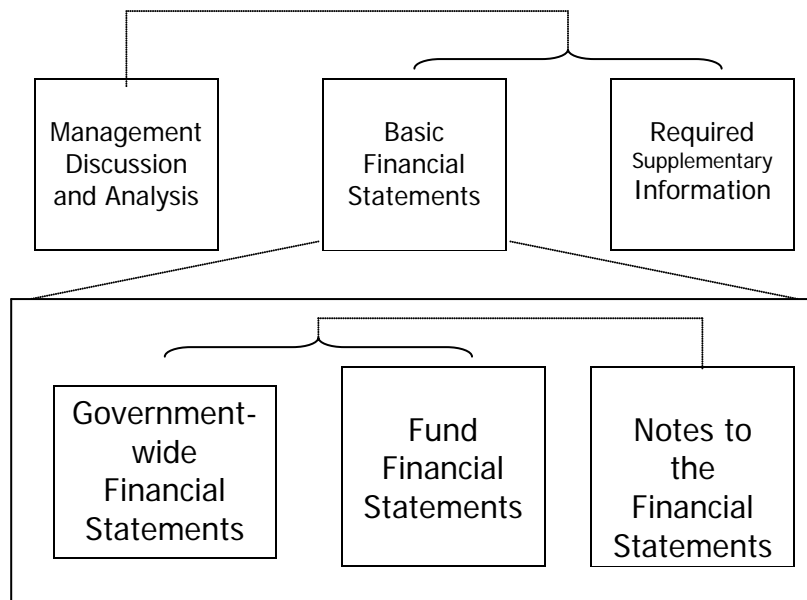 Management
Discussion
and Analysis
Basic
Financial
Statements
Required
Supplementary
Information
Government-
wide
Financial
Statements
Fund
Financial
Statements
Notes to
the
Financial
Statements